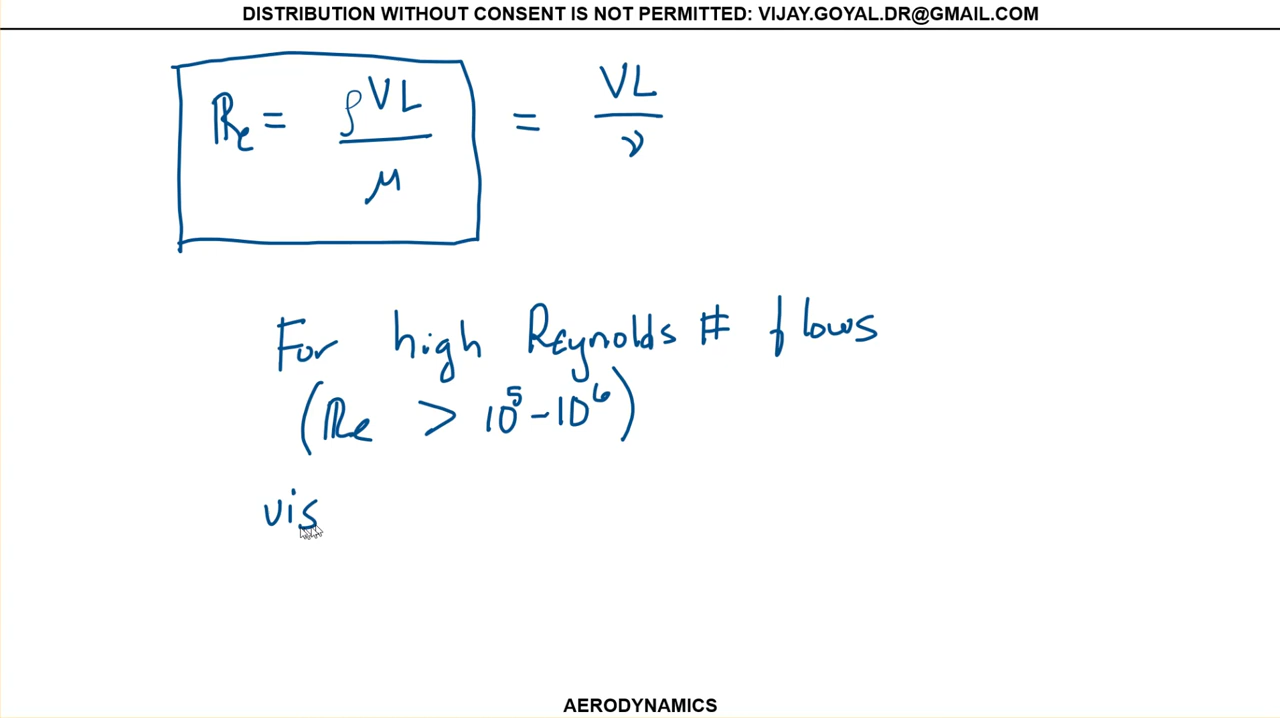 DISTRIBUTION WITHOUT CONSENT IS NOT PERMITTED: VIJAY.GOYAL.DR@GMAIL.COM
ℝe = ρVL / μ = VL / ν
For high Reynolds # flows
(ℝe > 10⁵ - 10⁶)
vis
AERODYNAMICS